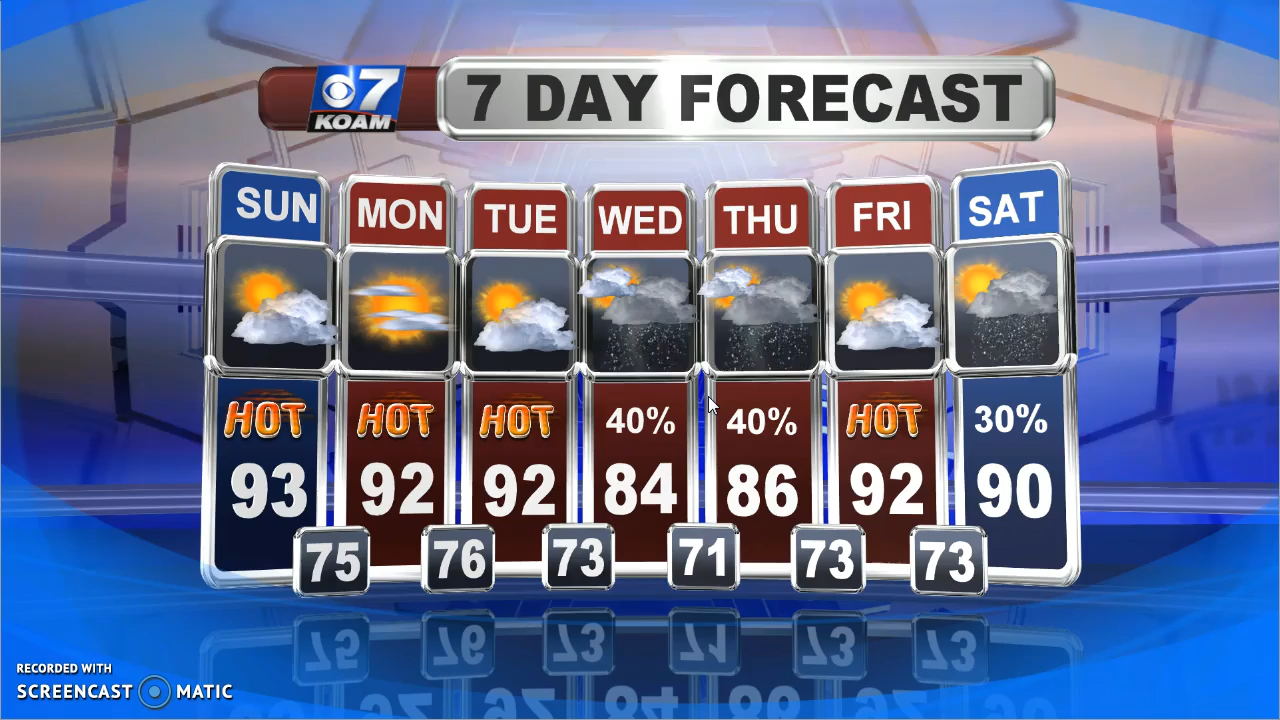 7
KOAM
7 DAY FORECAST
SUN MON TUE WED THU FRI SAT
HOT HOT HOT 40% 40% HOT 30%
93 92 92 84 86 92 90
75 76 73 71 73 73
RECORDED WITH
SCREENCAST MATIC